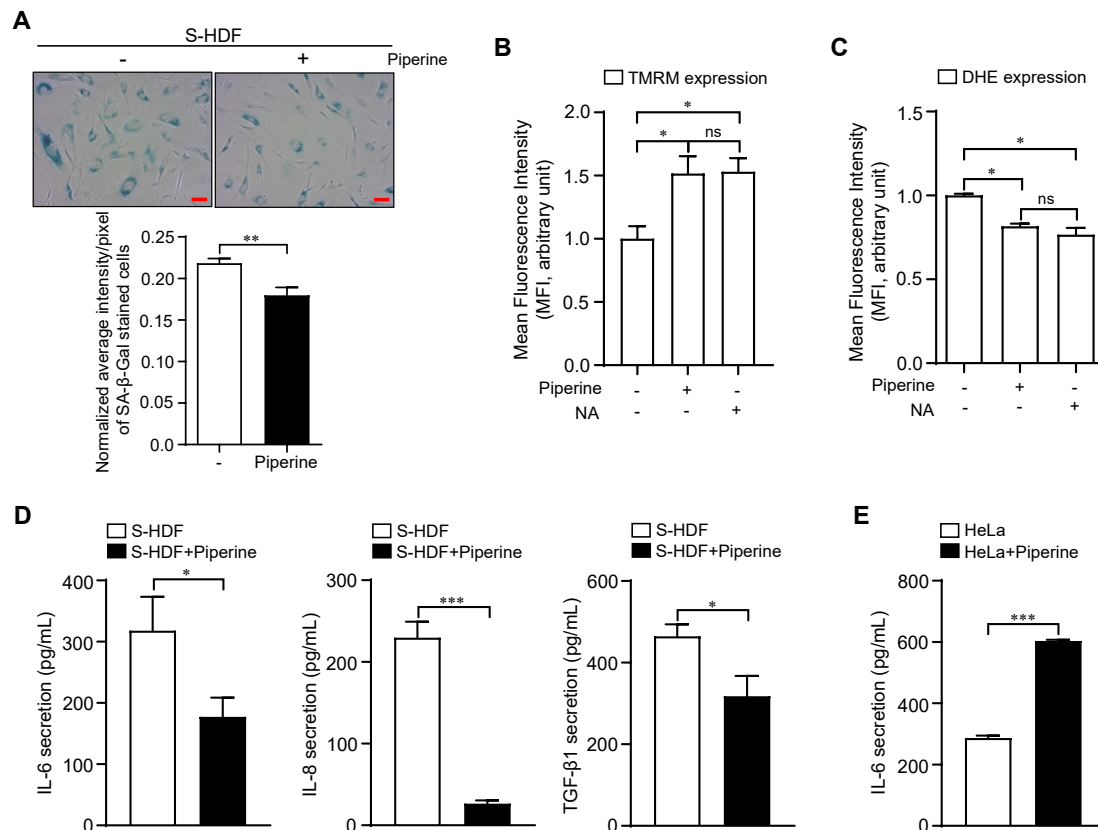 A
S-HDF
- + Piperine
Normalized average intensity/pixel
of SA-β-Gal stained cells
0.25
0.20
0.15
0.10
0.05
0.0
**
- Piperine
B
TMRM expression
Mean Fluorescence Intensity
(MFI, arbitrary unit)
2.0
1.5
1.0
0.5
0.0
*
* ns
Piperine - + -
NA - - +
C
DHE expression
Mean Fluorescence Intensity
(MFI, arbitrary unit)
1.5
1.0
0.5
0.0
*
*
ns
Piperine - + -
NA - - +
D
S-HDF
S-HDF+Piperine
IL-6 secretion (pg/mL)
400
300
200
100
0
*
S-HDF
S-HDF+Piperine
IL-8 secretion (pg/mL)
300
200
100
0
***
S-HDF
S-HDF+Piperine
TGF-β1 secretion (pg/mL)
600
400
200
0
*
E
HeLa
HeLa+Piperine
IL-6 secretion (pg/mL)
800
600
400
200
0
***